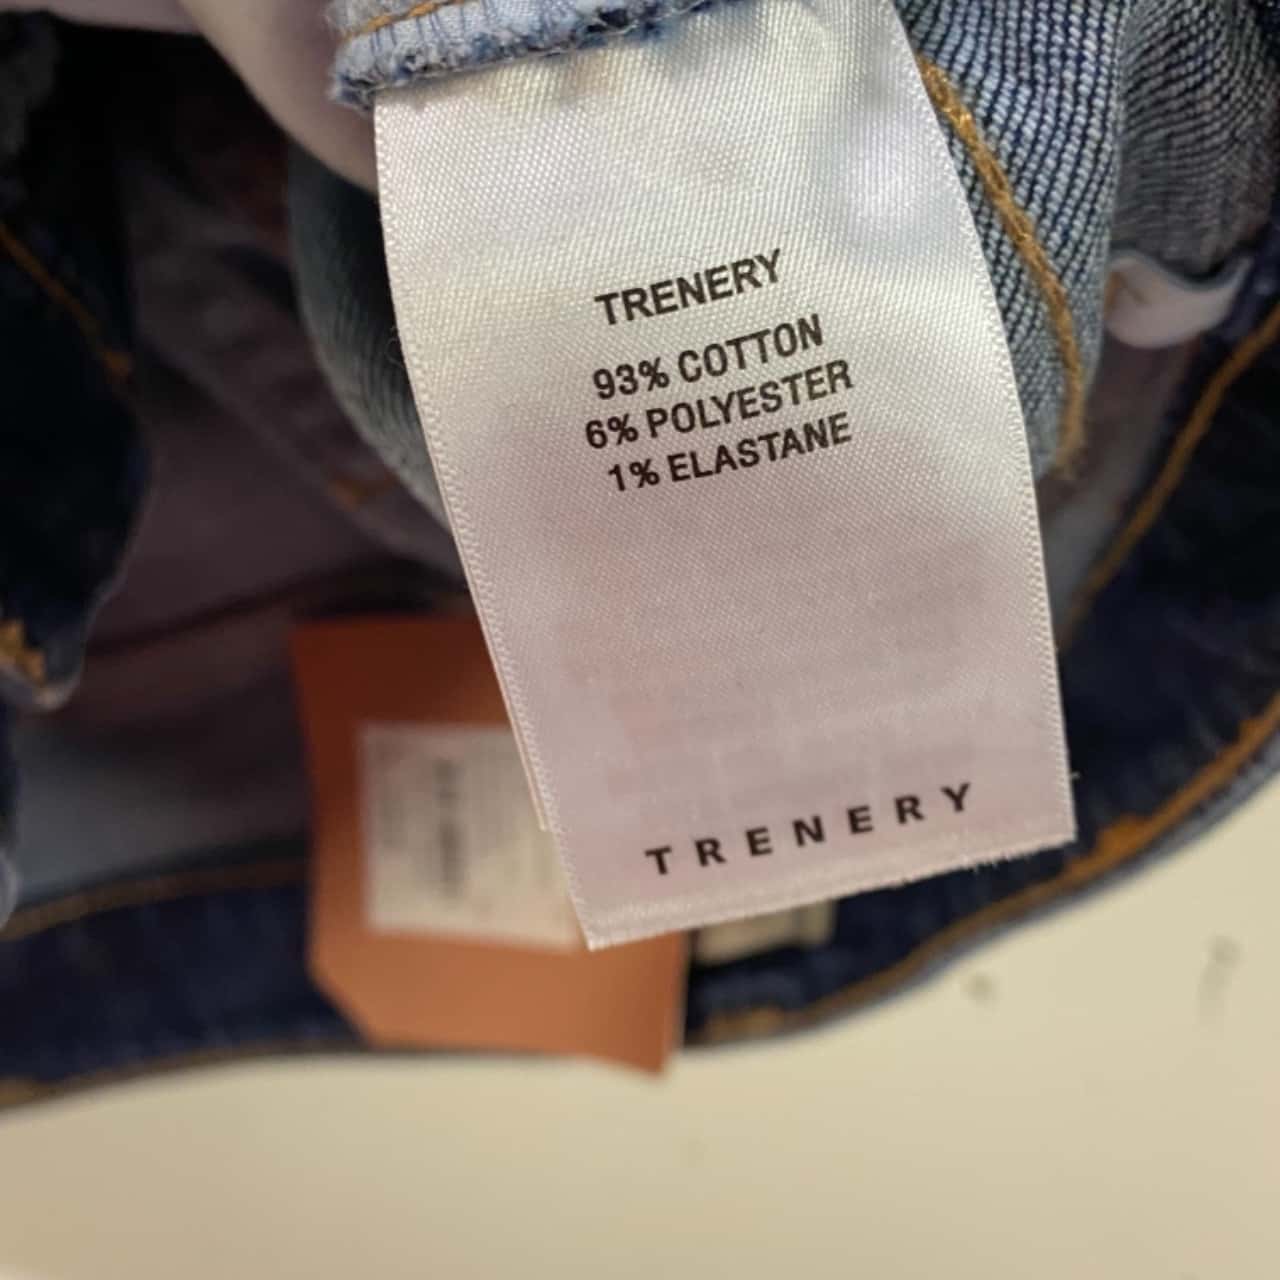 TRENERY
93% COTTON
6% POLYESTER
1% ELASTANE
TRENERY